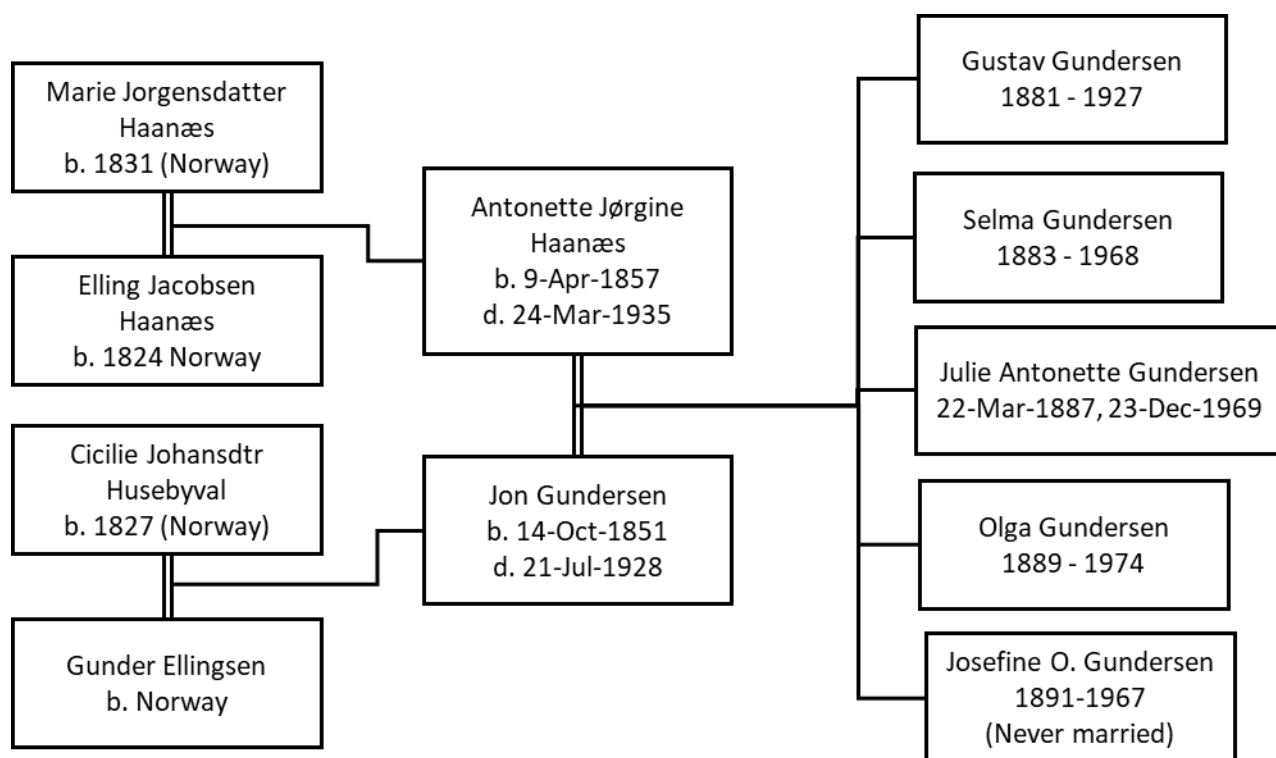 Marie Jorgensdatter
Haanæs
b. 1831 (Norway)
Elling Jacobsen
Haanæs
b. 1824 Norway
Cicilie Johansdtr
Husebyval
b. 1827 (Norway)
Gunder Ellingsen
b. Norway
Antonette Jørgine
Haanæs
b. 9-Apr-1857
d. 24-Mar-1935
Jon Gundersen
b. 14-Oct-1851
d. 21-Jul-1928
Gustav Gundersen
1881 - 1927
Selma Gundersen
1883 - 1968
Julie Antonette Gundersen
22-Mar-1887, 23-Dec-1969
Olga Gundersen
1889 - 1974
Josefine O. Gundersen
1891-1967
(Never married)